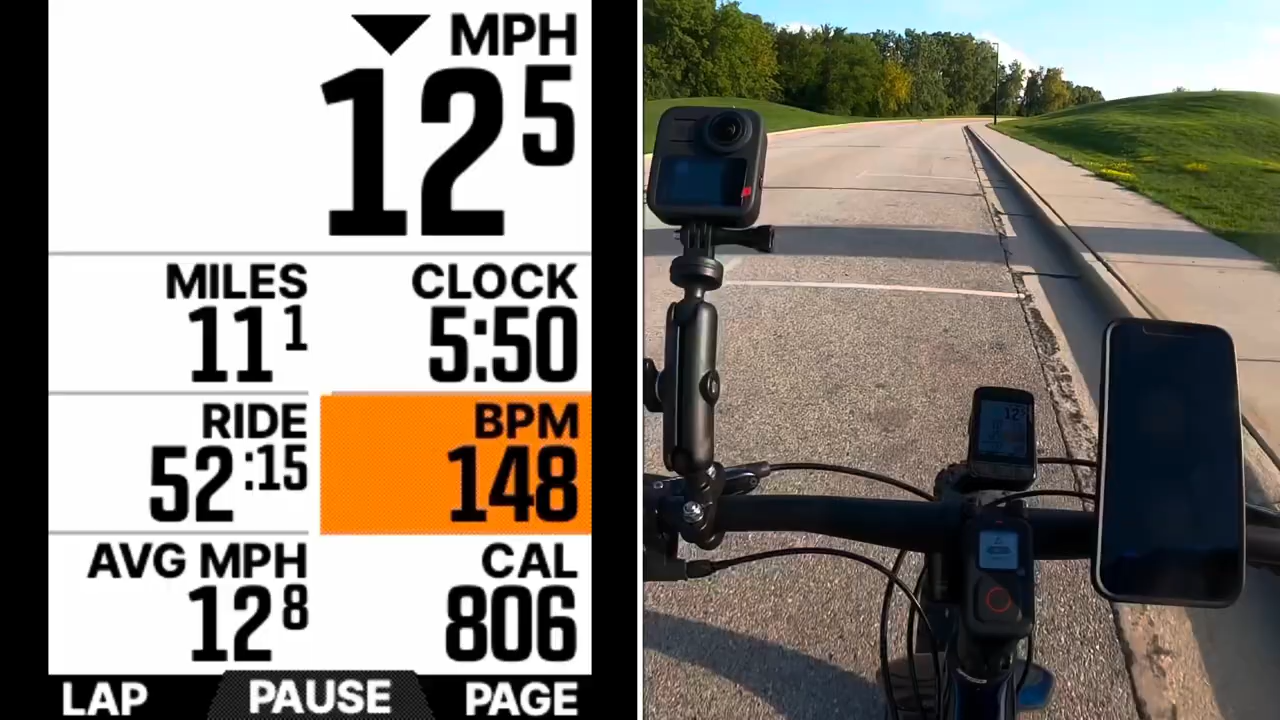 MPH
12 5
MILES
11 1
CLOCK
5:50
RIDE
52 :15
BPM
148
AVG MPH
12 8
CAL
806
LAP
PAUSE
PAGE
12